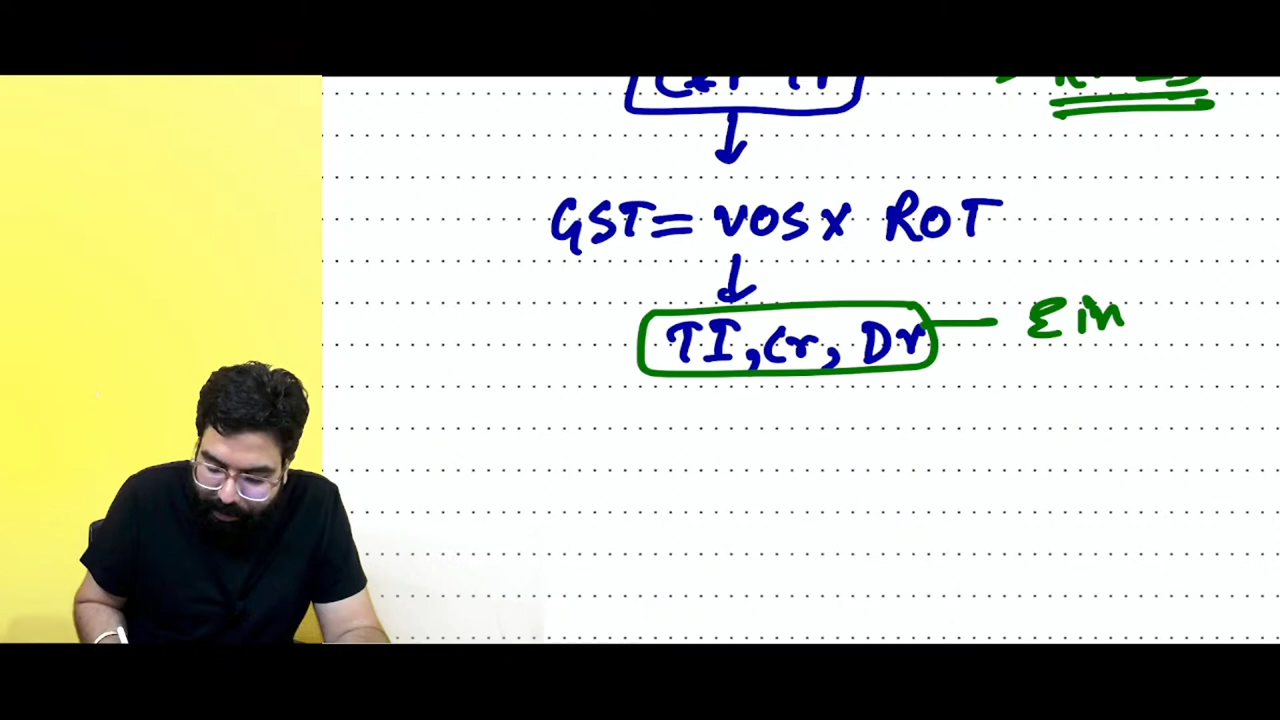 GST = VOS x ROT
TI, Cr, Dr
Ein